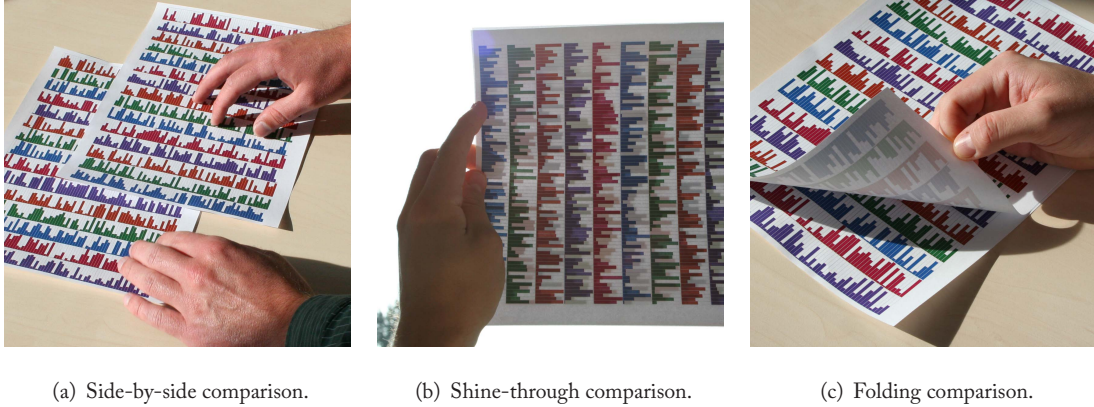 (a) Side-by-side comparison.
(b) Shine-through comparison.
(c) Folding comparison.